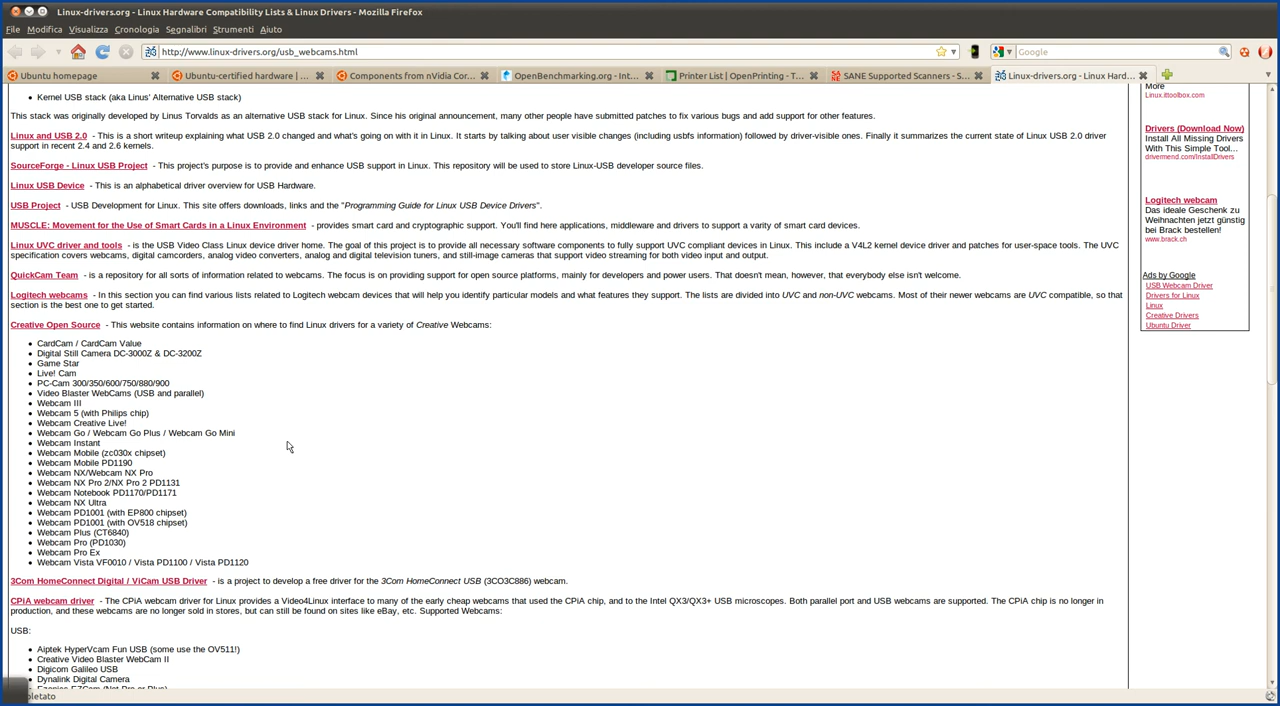 Linux-drivers.org - Linux Hardware Compatibility Lists & Linux Drivers - Mozilla Firefox
File Modifica Visualizza Cronologia Segnalibri Strumenti Aiuto
http://www.linux-drivers.org/usb_webcams.html
Google
Ubuntu homepage
Ubuntu-certified hardware | ...
Components from nVidia Cor...
OpenBenchmarking.org - Int...
Printer List | OpenPrinting - T...
SANE Supported Scanners - S...
Linux-drivers.org - Linux Hard...
• Kernel USB stack (aka Linus' Alternative USB stack)
This stack was originally developed by Linus Torvalds as an alternative USB stack for Linux. Since his original announcement, many other people have submitted patches to fix various bugs and add support for other features.
Linux and USB 2.0 - This is a short writeup explaining what USB 2.0 changed and what's going on with it in Linux. It starts by talking about user visible changes (including usbfs information) followed by driver-visible ones. Finally it summarizes the current state of Linux USB 2.0 driver
support in recent 2.4 and 2.6 kernels.
SourceForge - Linux USB Project - This project's purpose is to provide and enhance USB support in Linux. This repository will be used to store Linux-USB developer source files.
Linux USB Device - This is an alphabetical driver overview for USB Hardware.
USB Project - USB Development for Linux. This site offers downloads, links and the "Programming Guide for Linux USB Device Drivers".
MUSCLE: Movement for the Use of Smart Cards in a Linux Environment - provides smart card and cryptographic support. You'll find here applications, middleware and drivers to support a varity of smart card devices.
Linux UVC driver and tools - is the USB Video Class Linux device driver home. The goal of this project is to provide all necessary software components to fully support UVC compliant devices in Linux. This include a V4L2 kernel device driver and patches for user-space tools. The UVC
specification covers webcams, digital camcorders, analog video converters, analog and digital television tuners, and still-image cameras that support video streaming for both video input and output.
QuickCam Team - is a repository for all sorts of information related to webcams. The focus is on providing support for open source platforms, mainly for developers and power users. That doesn't mean, however, that everybody else isn't welcome.
Logitech webcams - In this section you can find various lists related to Logitech webcam devices that will help you identify particular models and what features they support. The lists are divided into UVC and non-UVC webcams. Most of their newer webcams are UVC compatible, so that
section is the best one to get started.
Creative Open Source - This website contains information on where to find Linux drivers for a variety of Creative Webcams:
• CardCam / CardCam Value
• Digital Still Camera DC-3000Z & DC-3200Z
• Game Star
• Live! Cam
• PC-Cam 300/350/600/750/880/900
• Video Blaster WebCams (USB and parallel)
• Webcam III
• Webcam 5 (with Philips chip)
• Webcam Creative Live!
• Webcam Go / Webcam Go Plus / Webcam Go Mini
• Webcam Instant
• Webcam Mobile (zc030x chipset)
• Webcam Mobile PD1190
• Webcam NX/Webcam NX Pro
• Webcam NX Pro 2/NX Pro 2 PD1131
• Webcam Notebook PD1170/PD1171
• Webcam NX Ultra
• Webcam PD1001 (with EP800 chipset)
• Webcam PD1001 (with OV518 chipset)
• Webcam Plus (CT6840)
• Webcam Pro (PD1030)
• Webcam Pro Ex
• Webcam Vista VF0010 / Vista PD1100 / Vista PD1120
3Com HomeConnect Digital / ViCam USB Driver - is a project to develop a free driver for the 3Com HomeConnect USB (3CO3C886) webcam.
CPiA webcam driver - The CPiA webcam driver for Linux provides a Video4Linux interface to many of the early cheap webcams that used the CPiA chip, and to the Intel QX3/QX3+ USB microscopes. Both parallel port and USB webcams are supported. The CPiA chip is no longer in
production, and these webcams are no longer sold in stores, but can still be found on sites like eBay, etc. Supported Webcams:
USB:
• Aiptek HyperVcam Fun USB (some use the OV511!)
• Creative Video Blaster WebCam II
• Digicom Galileo USB
• Dynalink Digital Camera
• Ezonics EZCam (Not Pro or Plus)
More
Linux.ittoolbox.com
Drivers (Download Now)
Install All Missing Drivers
With This Simple Tool...
drivermend.com/InstallDrivers
Logitech webcam
Das ideale Geschenk zu
Weihnachten jetzt günstig
bei Brack bestellen!
www.brack.ch
Ads by Google
USB Webcam Driver
Drivers for Linux
Linux
Creative Drivers
Ubuntu Driver
pletato